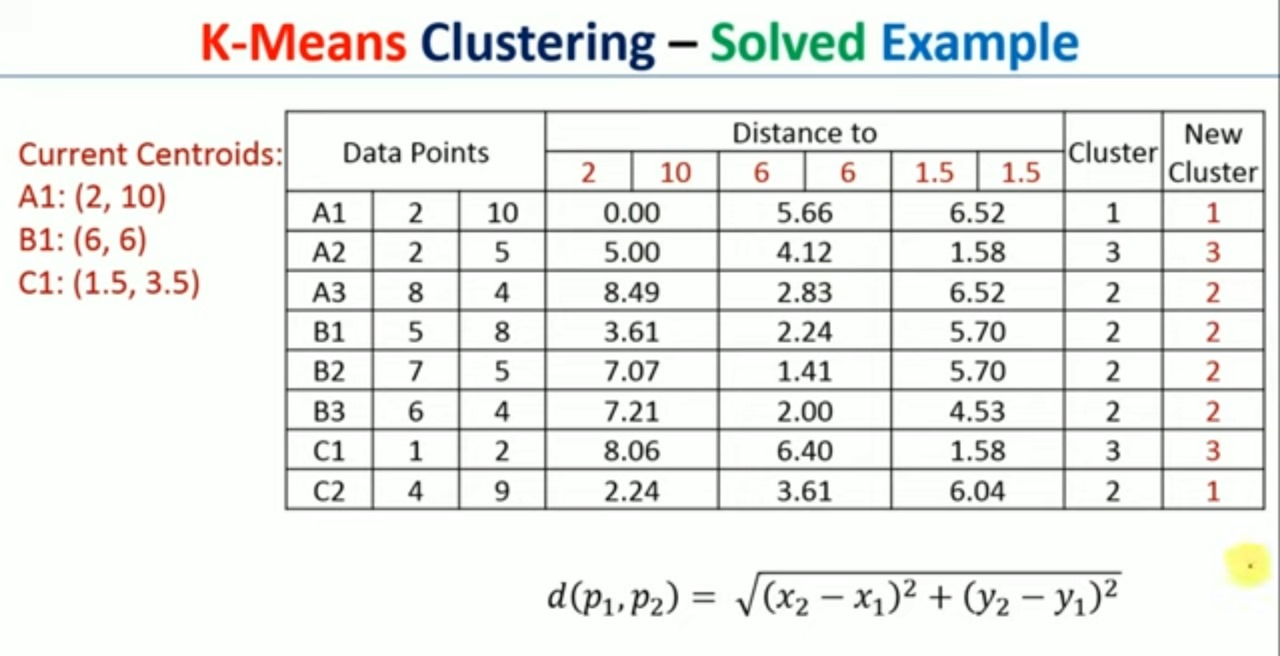 K-Means Clustering – Solved Example
Current Centroids:
A1: (2, 10)
B1: (6, 6)
C1: (1.5, 3.5)
Data Points Distance to Cluster New Cluster
2 10 6 6 1.5 1.5
A1 2 10 0.00 5.66 6.52 1 1
A2 2 5 5.00 4.12 1.58 3 3
A3 8 4 8.49 2.83 6.52 2 2
B1 5 8 3.61 2.24 5.70 2 2
B2 7 5 7.07 1.41 5.70 2 2
B3 6 4 7.21 2.00 4.53 2 2
C1 1 2 8.06 6.40 1.58 3 3
C2 4 9 2.24 3.61 6.04 2 1
d(p₁, p₂) = √(x₂ − x₁)² + (y₂ − y₁)²